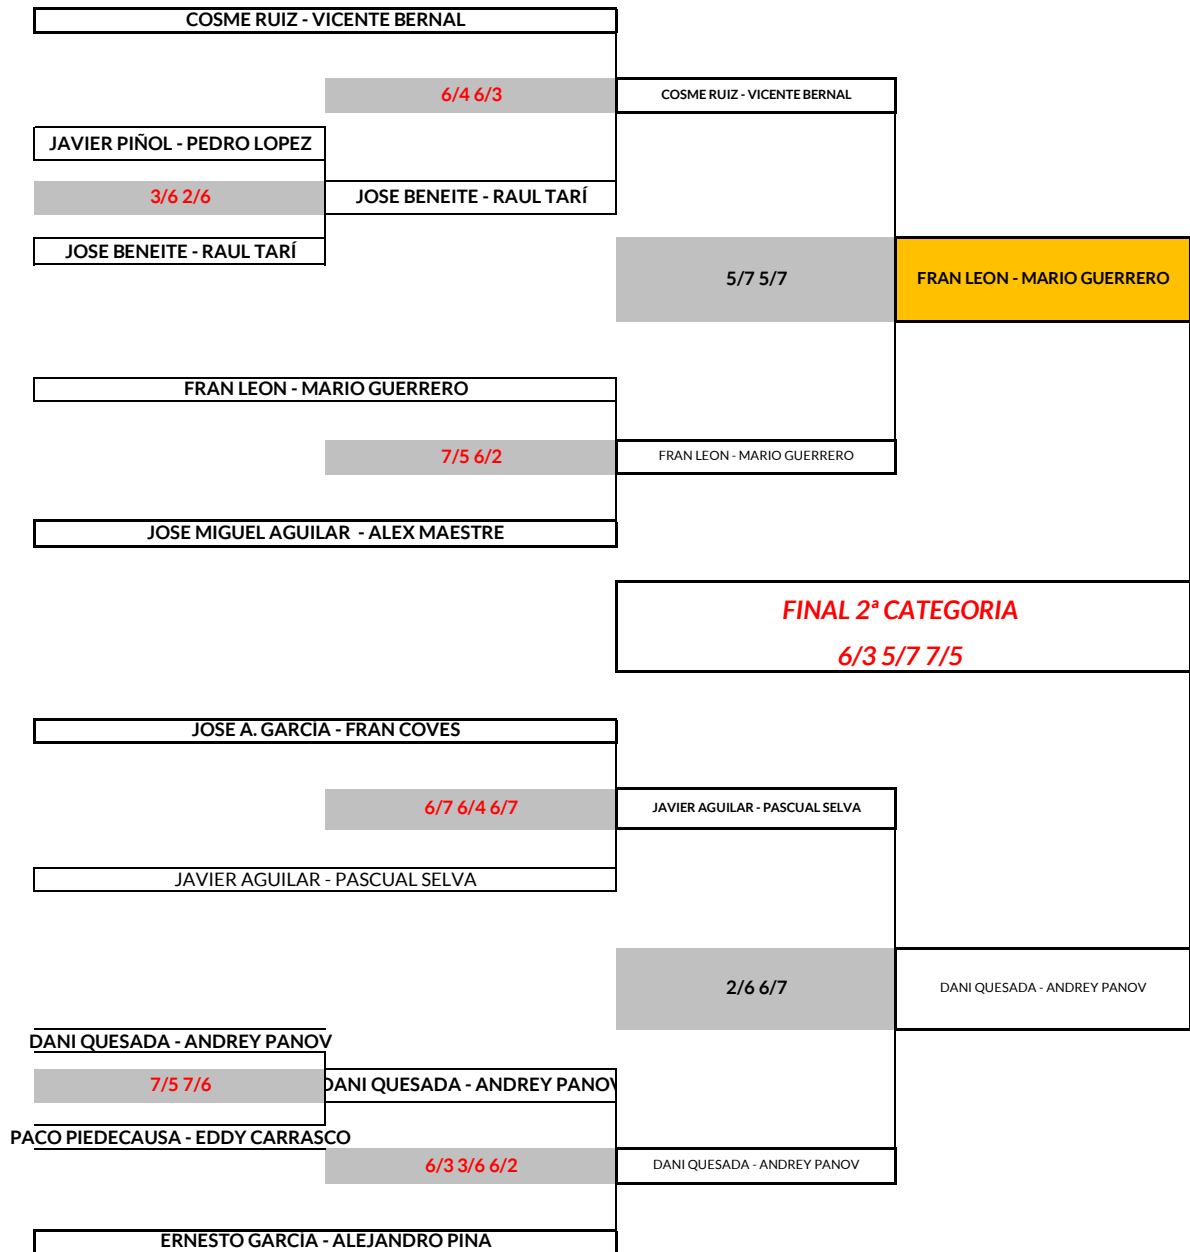 COSME RUIZ - VICENTE BERNAL
6/4 6/3
COSME RUIZ - VICENTE BERNAL
JAVIER PIÑOL - PEDRO LOPEZ
3/6 2/6
JOSE BENEITE - RAUL TARÍ
JOSE BENEITE - RAUL TARÍ
5/7 5/7
FRAN LEON - MARIO GUERRERO
FRAN LEON - MARIO GUERRERO
7/5 6/2
FRAN LEON - MARIO GUERRERO
JOSE MIGUEL AGUILAR - ALEX MAESTRE
FINAL 2ª CATEGORIA
6/3 5/7 7/5
JOSE A. GARCÍA - FRAN COVES
6/7 6/4 6/7
JAVIER AGUILAR - PASCUAL SELVA
JAVIER AGUILAR - PASCUAL SELVA
2/6 6/7
DANI QUESADA - ANDREY PANOV
DANI QUESADA - ANDREY PANOV
7/5 7/6
DANI QUESADA - ANDREY PANOV
PACO PIEDECAUSA - EDDY CARRASCO
6/3 3/6 6/2
DANI QUESADA - ANDREY PANOV
ERNESTO GARCÍA - ALEJANDRO PINA